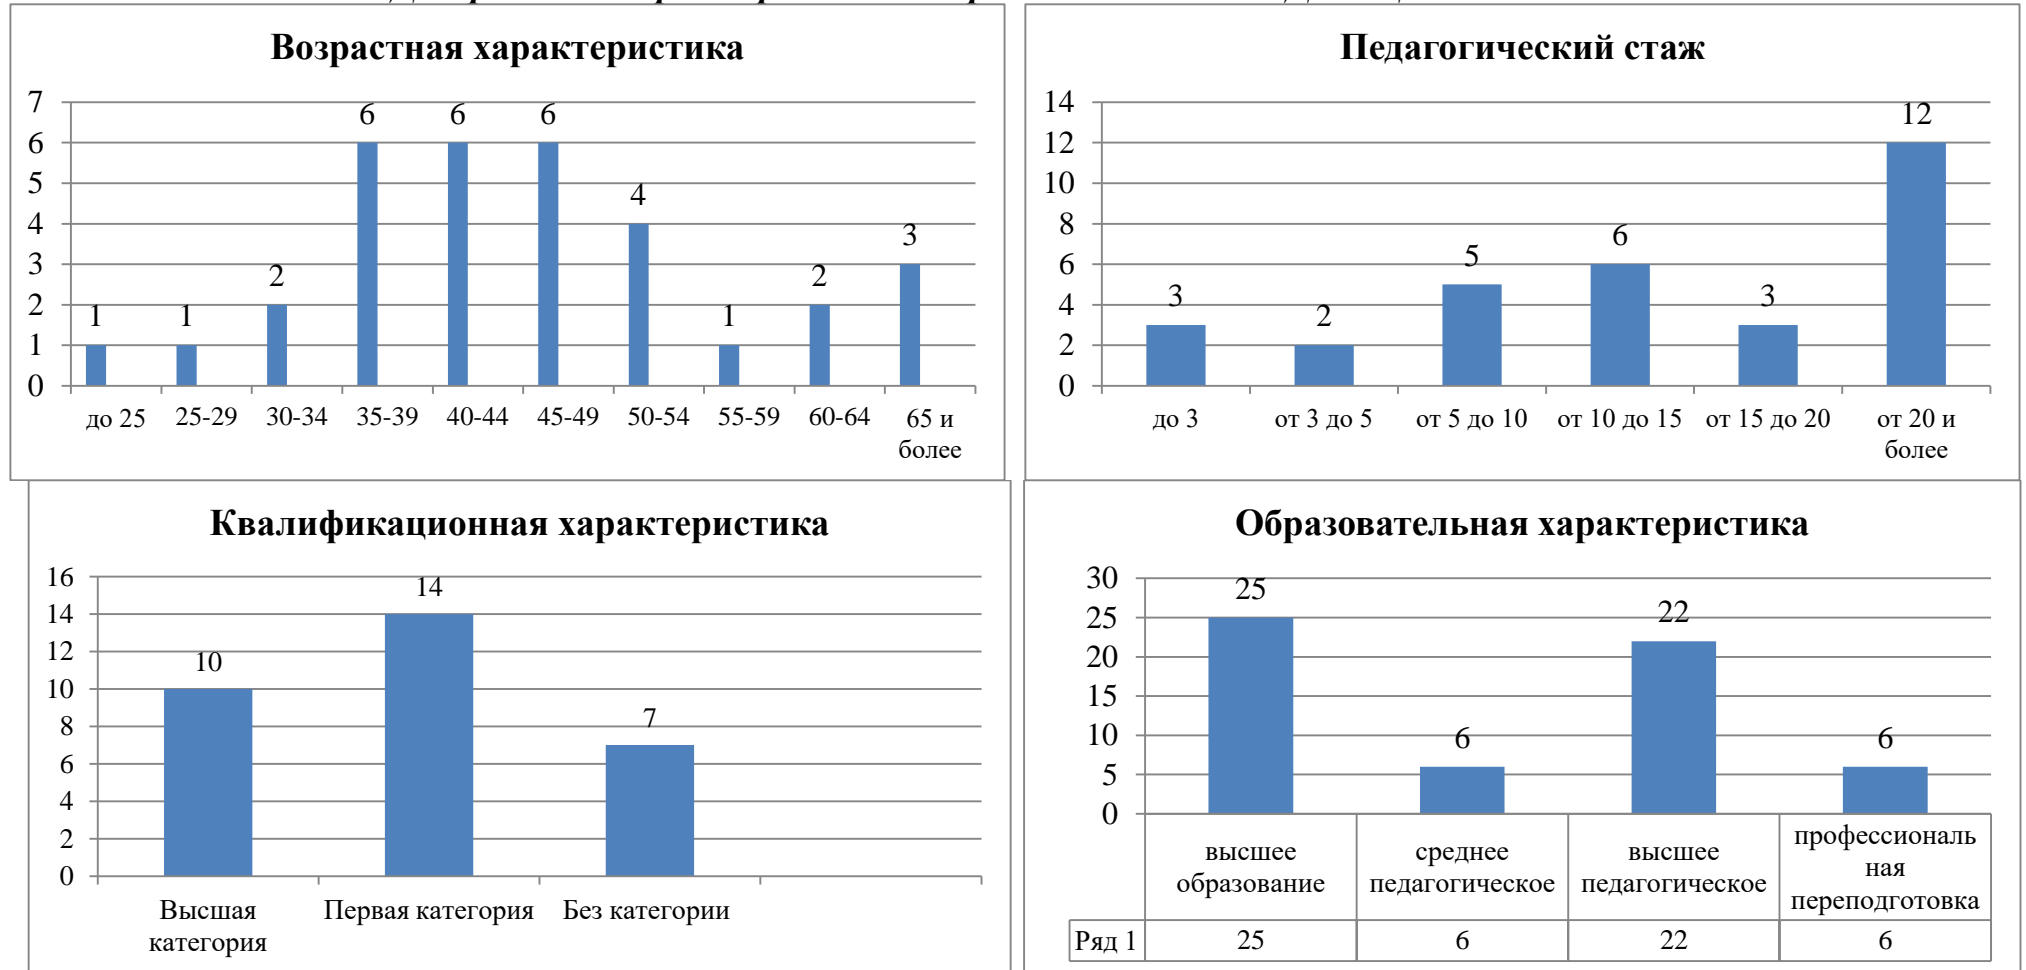 Возрастная характеристика
7
6
5
4
3
2
1
0
1
1
2
6
6
6
4
1
2
3
до 25
25-29
30-34
35-39
40-44
45-49
50-54
55-59
60-64
65 и
более
Педагогический стаж
14
12
10
8
6
4
2
0
3
2
5
6
3
12
до 3
от 3 до 5
от 5 до 10
от 10 до 15
от 15 до 20
от 20 и
более
Квалификационная характеристика
16
14
12
10
8
6
4
2
0
10
14
7
Высшая
категория
Первая категория
Без категории
Образовательная характеристика
30
25
20
15
10
5
0
25
6
22
6
высшее
образование
среднее
педагогическое
высшее
педагогическое
профессиональ
ная
переподготовка
Ряд 1
25
6
22
6